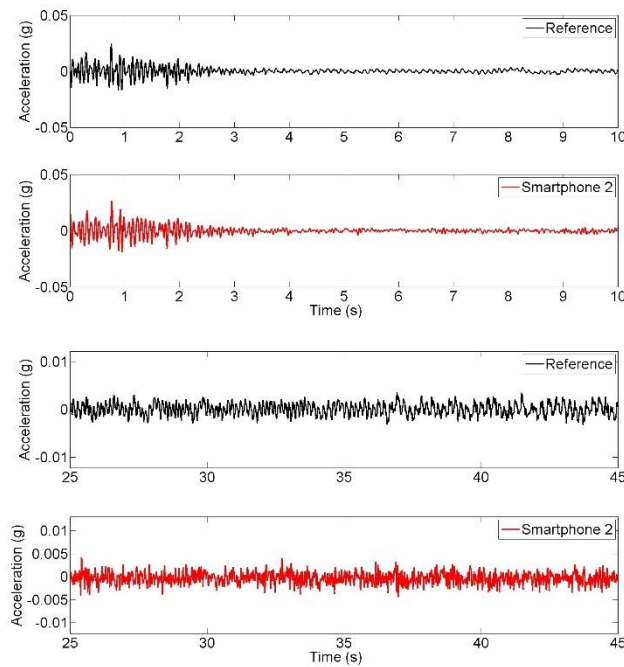 0.05
Reference
Acceleration (g)
0
-0.05
0 1 2 3 4 5 6 7 8 9 10
0.05
Smartphone 2
Acceleration (g)
0
-0.05
0 1 2 3 4 5 6 7 8 9 10
Time (s)
0.01
Reference
Acceleration (g)
0
-0.01
25 30 35 40 45
0.01
Smartphone 2
0.005
Acceleration (g)
0
-0.005
-0.01
25 30 35 40 45
Time (s)